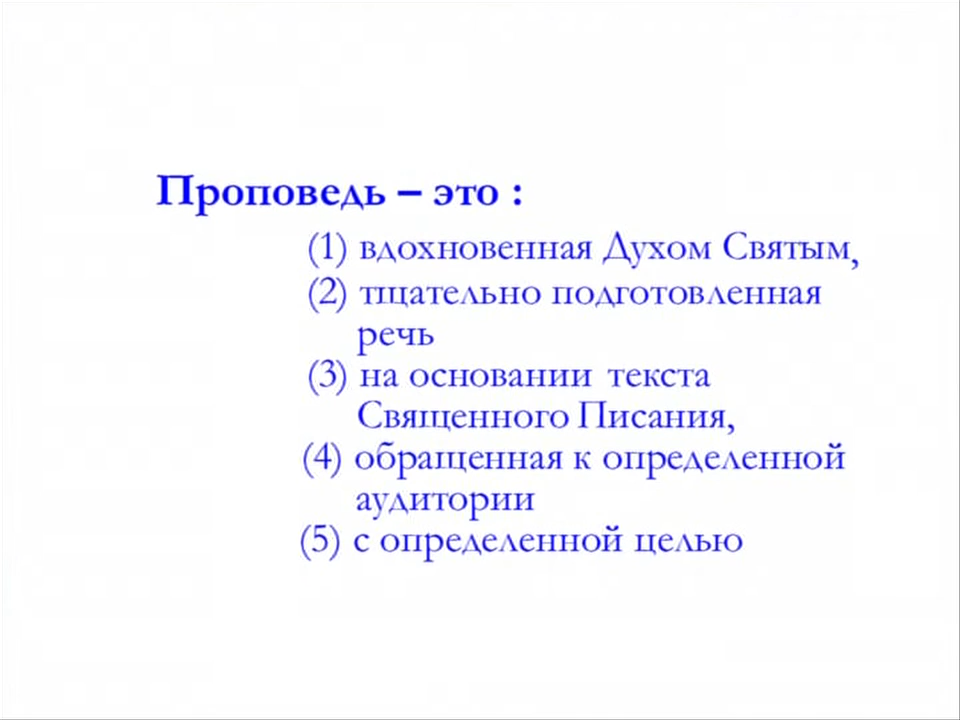 Проповедь – это :
(1) вдохновенная Духом Святым,
(2) тщательно подготовленная
речь
(3) на основании текста
Священного Писания,
(4) обращенная к определенной
аудитории
(5) с определенной целью